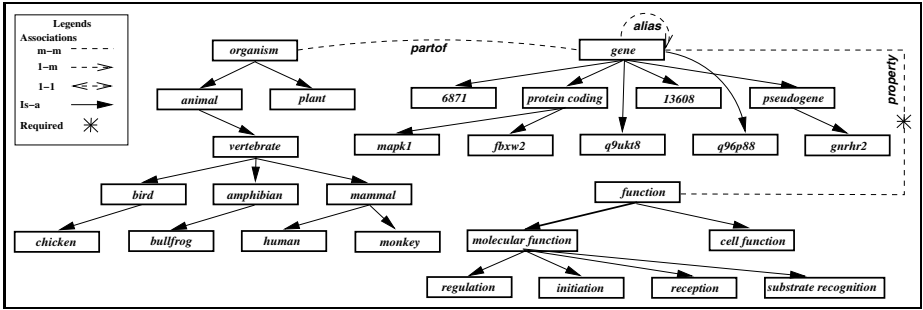 Legends
Associations
m–m
1–m
1–1
Is–a
Required
alias
organism
partof
gene
property
animal
plant
6871
protein coding
13608
pseudogene
vertebrate
mapk1
fbxw2
q9ukt8
q96p88
gnrhr2
bird
amphibian
mammal
function
chicken
bullfrog
human
monkey
molecular function
cell function
regulation
initiation
reception
substrate recognition